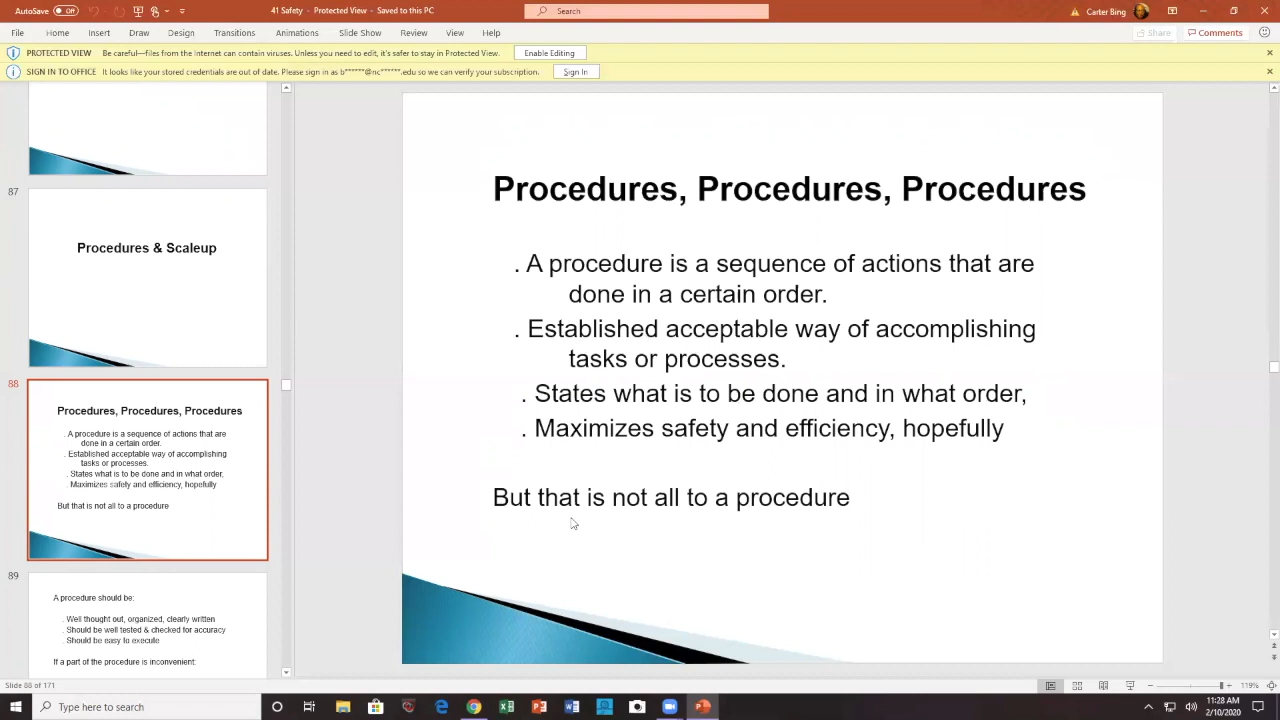 AutoSave Off 41 Safety - Protected View - Saved to this PC Search Carter Bing
File Home Insert Draw Design Transitions Animations Slide Show Review View Help Share Comments
PROTECTED VIEW Be careful—files from the Internet can contain viruses. Unless you need to edit, it's safer to stay in Protected View. Enable Editing
SIGN IN TO OFFICE It looks like your stored credentials are out of date. Please sign in as b******@nc******.edu so we can verify your subscription. Sign In
87
Procedures & Scaleup
88
Procedures, Procedures, Procedures
. A procedure is a sequence of actions that are
done in a certain order.
. Established acceptable way of accomplishing
tasks or processes.
. States what is to be done and in what order,
. Maximizes safety and efficiency, hopefully
But that is not all to a procedure
89
A procedure should be:
. Well thought out, organized, clearly written
. Should be well tested & checked for accuracy
. Should be easy to execute
If a part of the procedure is inconvenient:
Procedures, Procedures, Procedures
. A procedure is a sequence of actions that are
done in a certain order.
. Established acceptable way of accomplishing
tasks or processes.
. States what is to be done and in what order,
. Maximizes safety and efficiency, hopefully
But that is not all to a procedure
Slide 88 of 171 119%
Type here to search 11:28 AM
2/10/2020